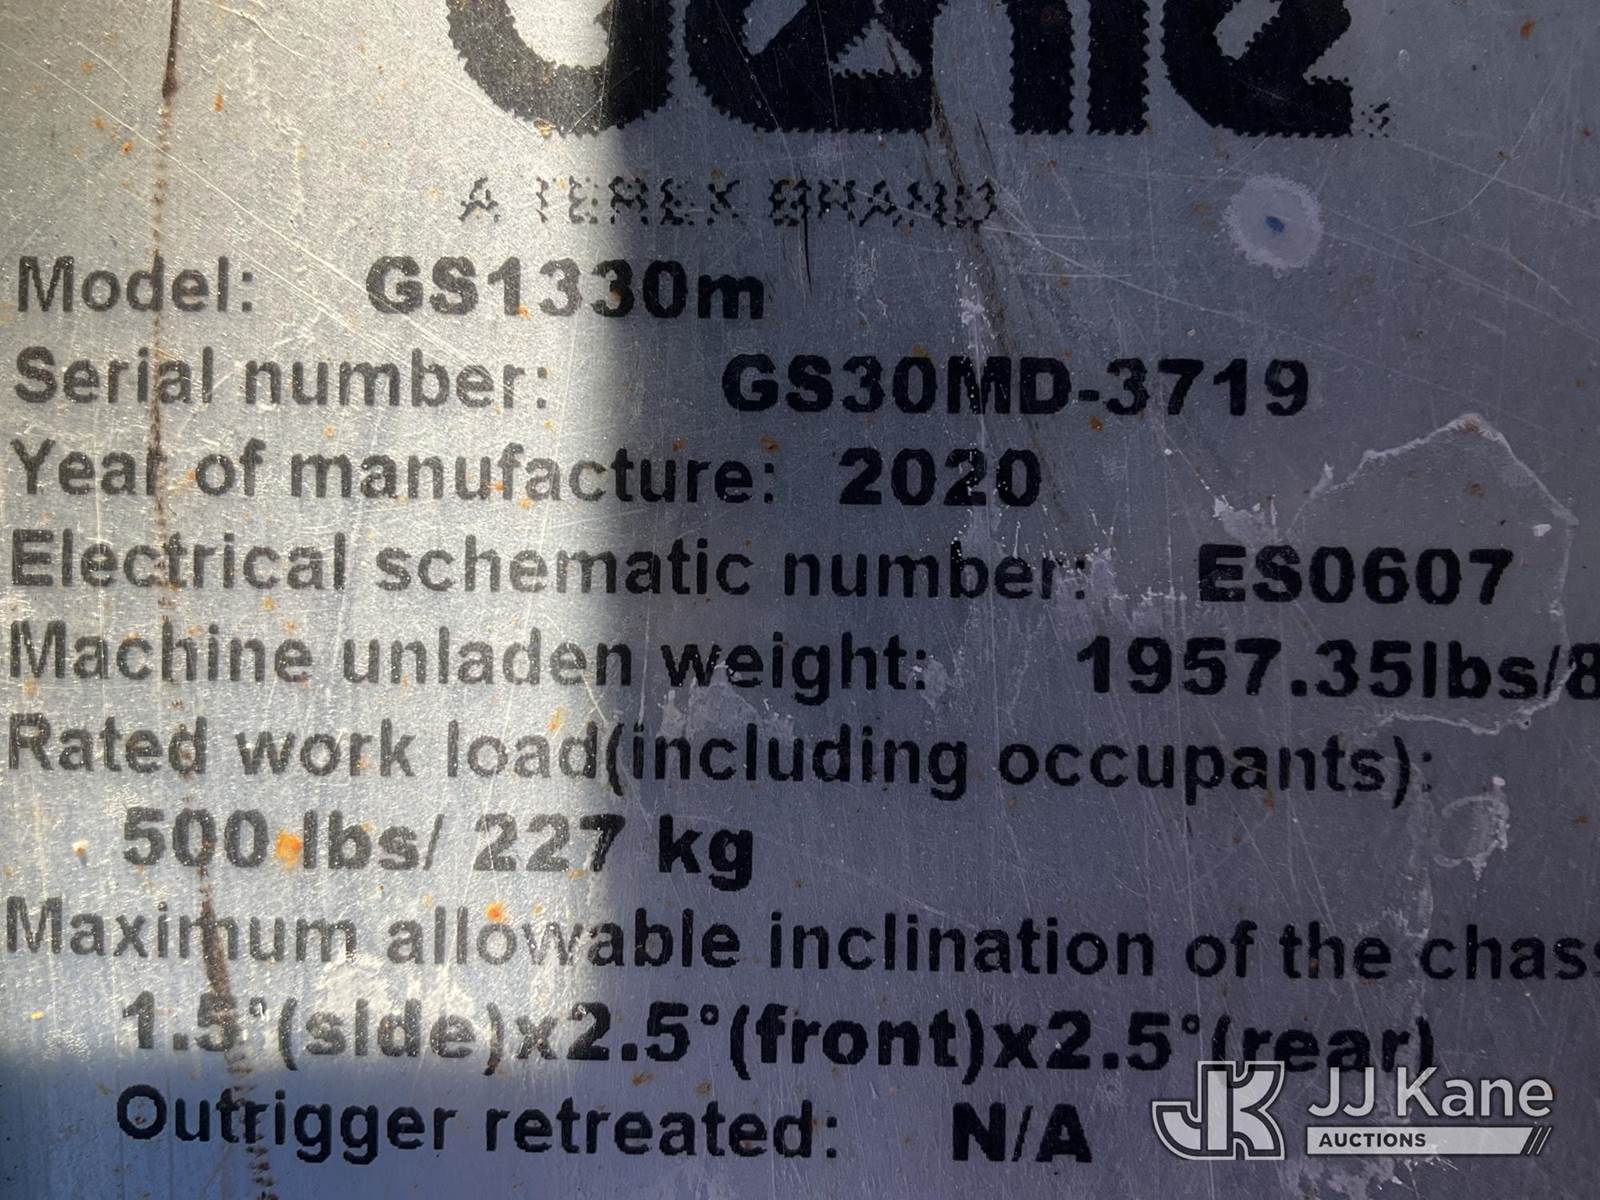 Genie
A TEREX BRAND
Model: GS1330m
Serial number: GS30MD-3719
Year of manufacture: 2020
Electrical schematic number: ES0607
Machine unladen weight: 1957.35lbs/8
Rated work load(including occupants):
500 lbs/ 227 kg
Maximum allowable inclination of the chass
1.5°(side)x2.5°(front)x2.5°(rear)
Outrigger retreated: N/A
JK JJ Kane
AUCTIONS